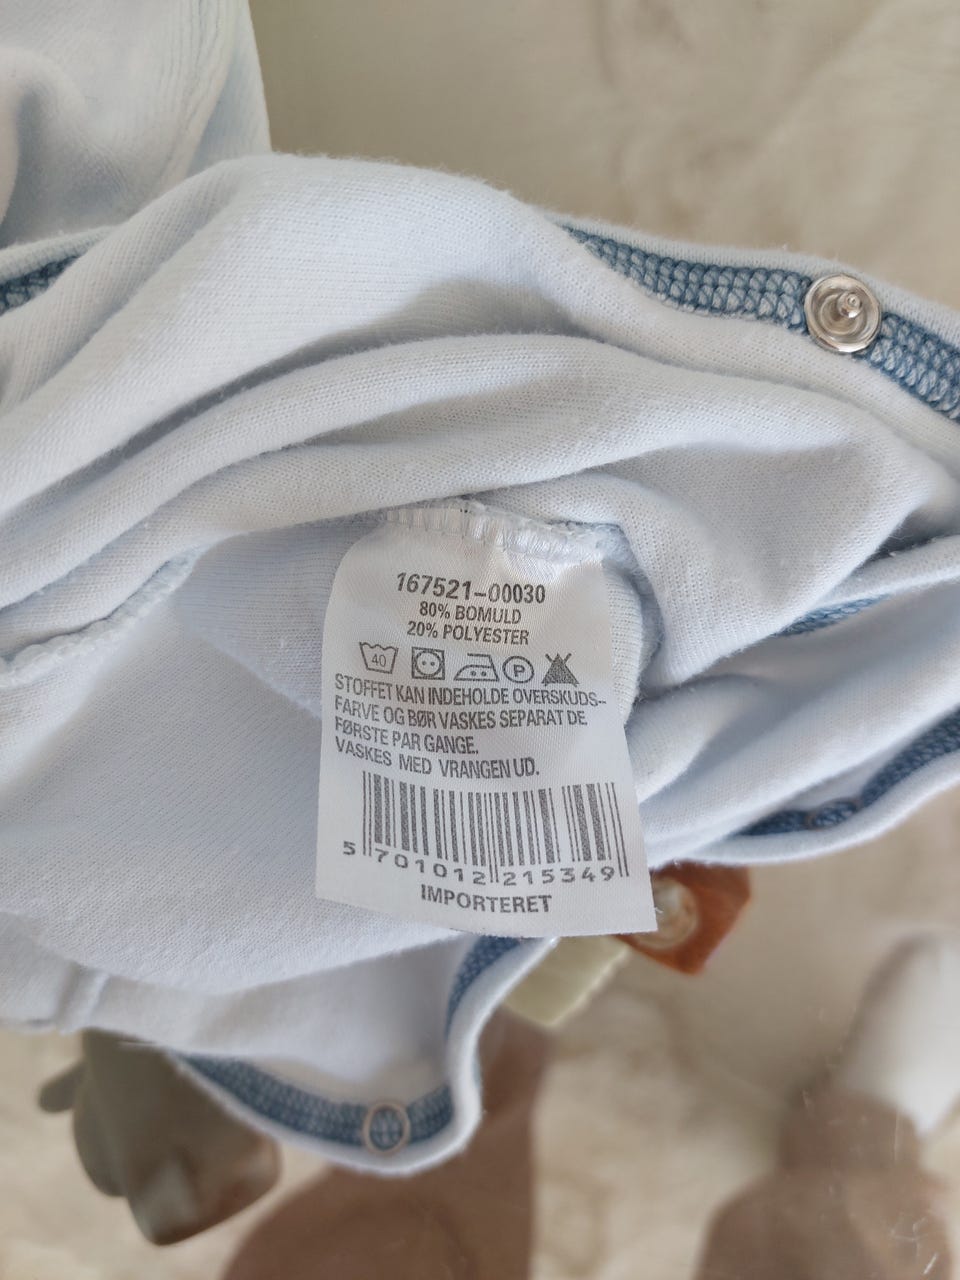 167521-00030
80% BOMULD
20% POLYESTER
40 P
STOFFET KAN INDEHOLDE OVERSKUDS-
FARVE OG BØR VASKES SEPARAT DE
FØRSTE PAR GANGE.
VASKES MED VRANGEN UD.
5 701012 215349
IMPORTERET